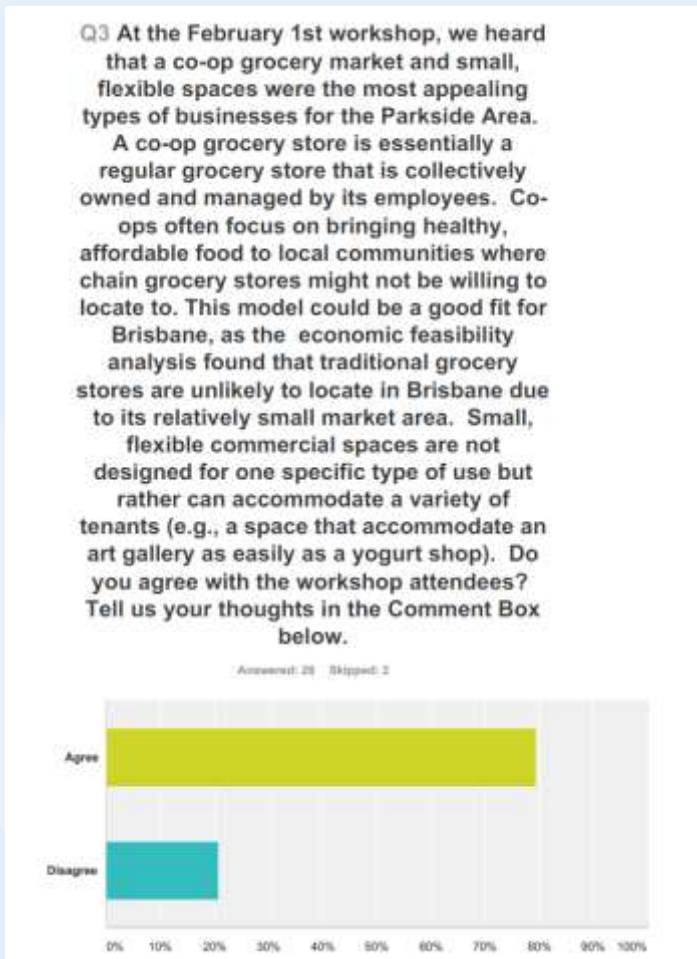 Q3 At the February 1st workshop, we heard
that a co-op grocery market and small,
flexible spaces were the most appealing
types of businesses for the Parkside Area.
A co-op grocery store is essentially a
regular grocery store that is collectively
owned and managed by its employees.  Co-
ops often focus on bringing healthy,
affordable food to local communities where
chain grocery stores might not be willing to
locate to. This model could be a good fit for
Brisbane, as the  economic feasibility
analysis found that traditional grocery
stores are unlikely to locate in Brisbane due
to its relatively small market area.  Small,
flexible commercial spaces are not
designed for one specific type of use but
rather can accommodate a variety of
tenants (e.g., a space that accommodate an
art gallery as easily as a yogurt shop).  Do
you agree with the workshop attendees?
Tell us your thoughts in the Comment Box
below.
Answered:  Skipped: 2
Agree
Disagree
0% 10% 20% 30% 40% 50% 60% 70% 80% 90% 100%